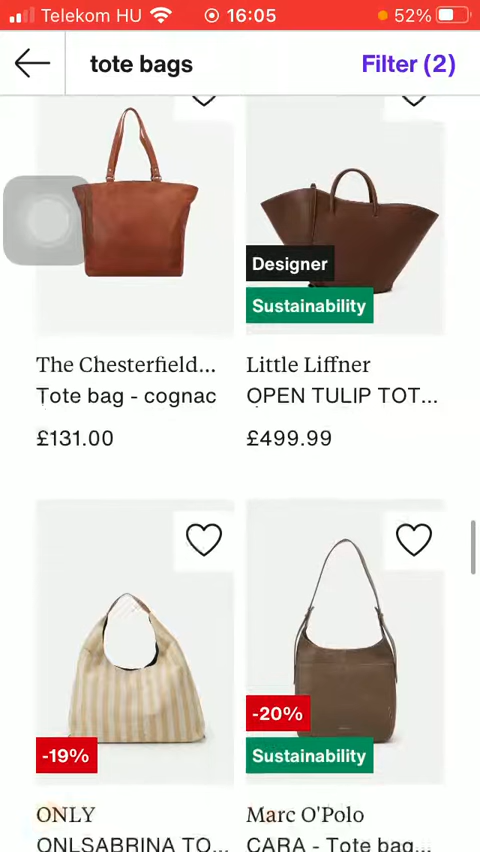 Telekom HU 16:05 52%
tote bags Filter (2)
Designer
Sustainability
The Chesterfield... Little Liffner
Tote bag - cognac OPEN TULIP TOT...
£131.00 £499.99
-20%
-19% Sustainability
ONLY Marc O'Polo
ONLSABRINA TO... CARA - Tote bag...